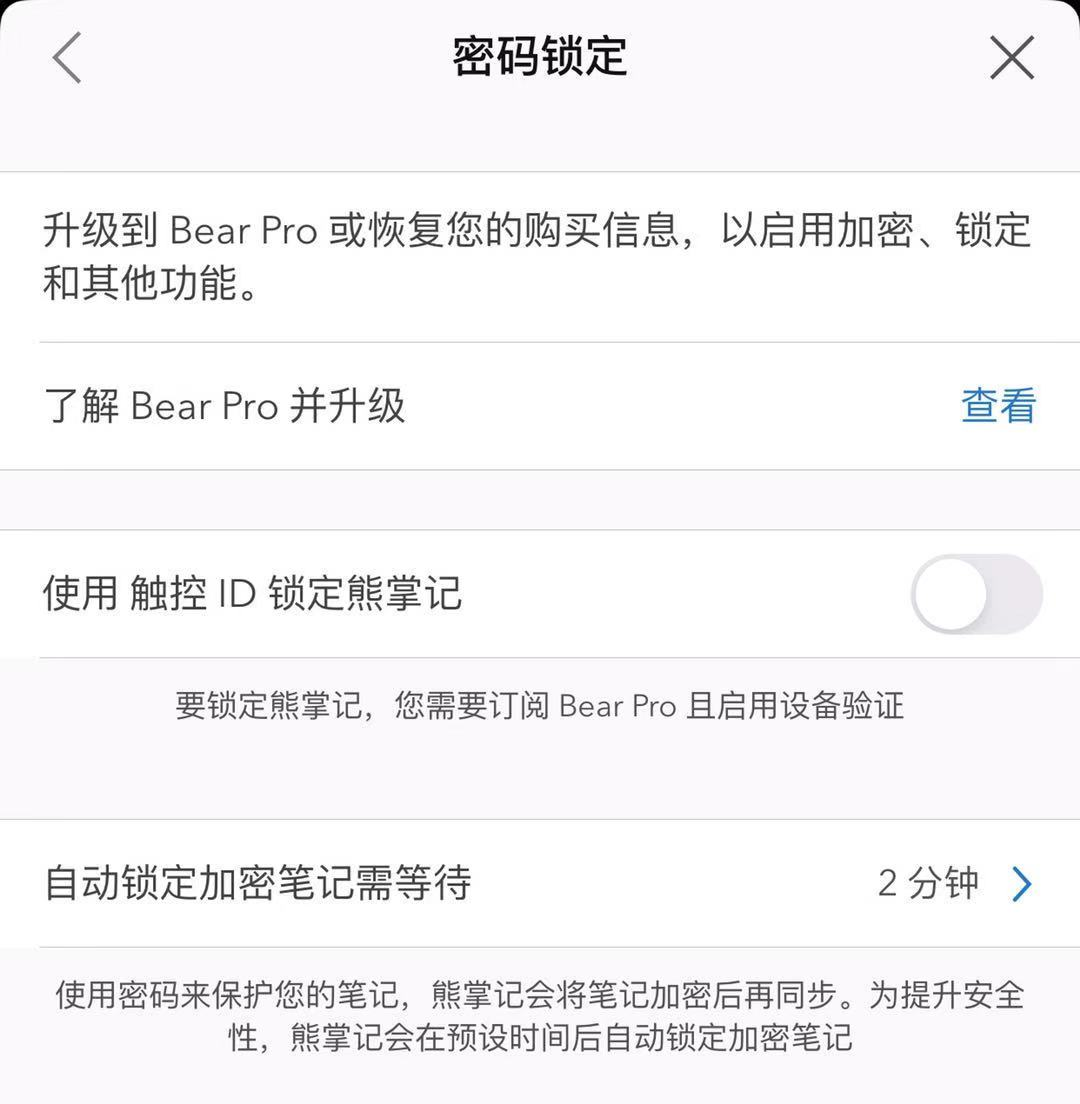 密码锁定
升级到 Bear Pro 或恢复您的购买信息，以启用加密、锁定
和其他功能。
了解 Bear Pro 并升级 查看
使用 触控 ID 锁定熊掌记
要锁定熊掌记，您需要订阅 Bear Pro 且启用设备验证
自动锁定加密笔记需等待 2 分钟
使用密码来保护您的笔记，熊掌记会将笔记加密后再同步。为提升安全
性，熊掌记会在预设时间后自动锁定加密笔记